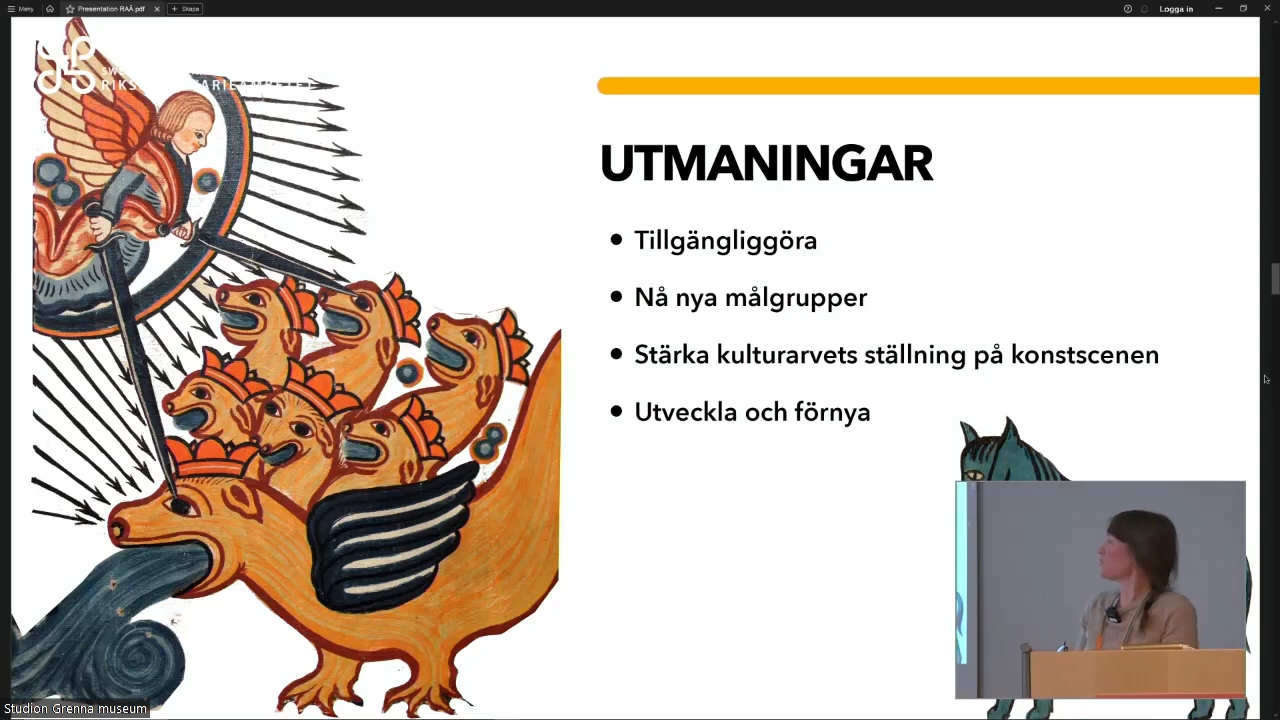 Meny
Presentation RAÄ.pdf
Skapa
Logga in
UTMANINGAR
Tillgängliggöra
Nå nya målgrupper
Stärka kulturarvets ställning på konstscenen
Utveckla och förnya
Studion Grenna museum